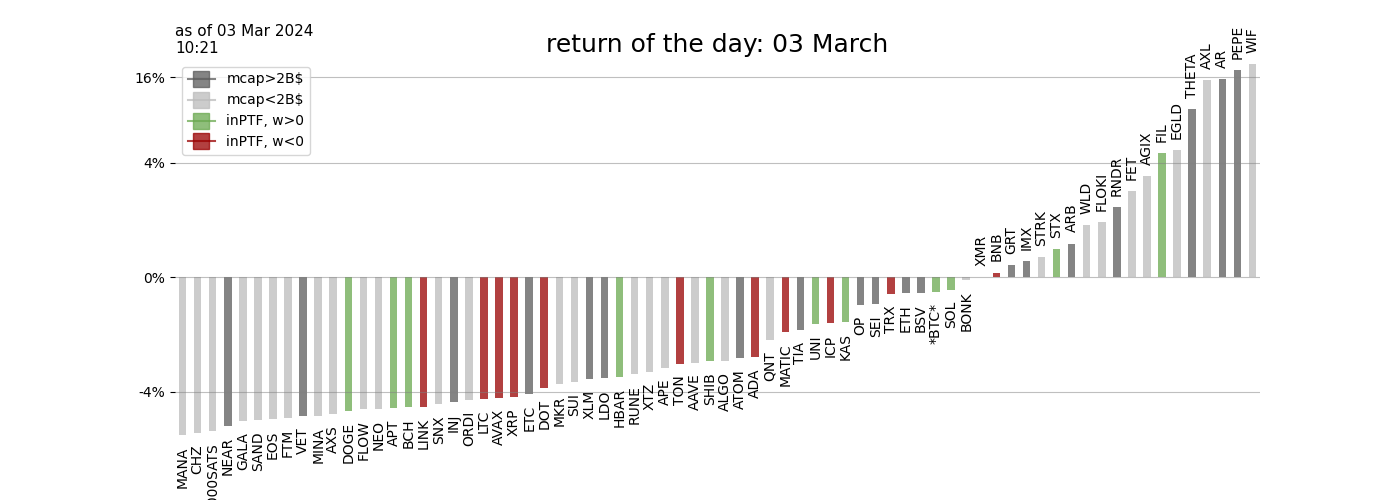 as of 03 Mar 2024
10:21
return of the day: 03 March
mcap>2B$
mcap<2B$
inPTF, w>0
inPTF, w<0
16%
4%
0%
-4%
MANA
CHZ
000SATS
NEAR
GALA
SAND
EOS
FTM
VET
MINA
AXS
DOGE
FLOW
NEO
APT
BCH
LINK
SNX
INJ
ORDI
LTC
AVAX
XRP
ETC
DOT
MKR
SUI
XLM
LDO
HBAR
RUNE
XTZ
APE
TON
AAVE
SHIB
ALGO
ATOM
ADA
QNT
MATIC
TIA
UNI
ICP
KAS
OP
SEI
TRX
ETH
BSV
*BTC*
SOL
BONK
XMR
BNB
GRT
IMX
STRK
STX
ARB
WLD
FLOKI
RNDR
FET
AGIX
FIL
EGLD
THETA
AXL
AR
PEPE
WIF